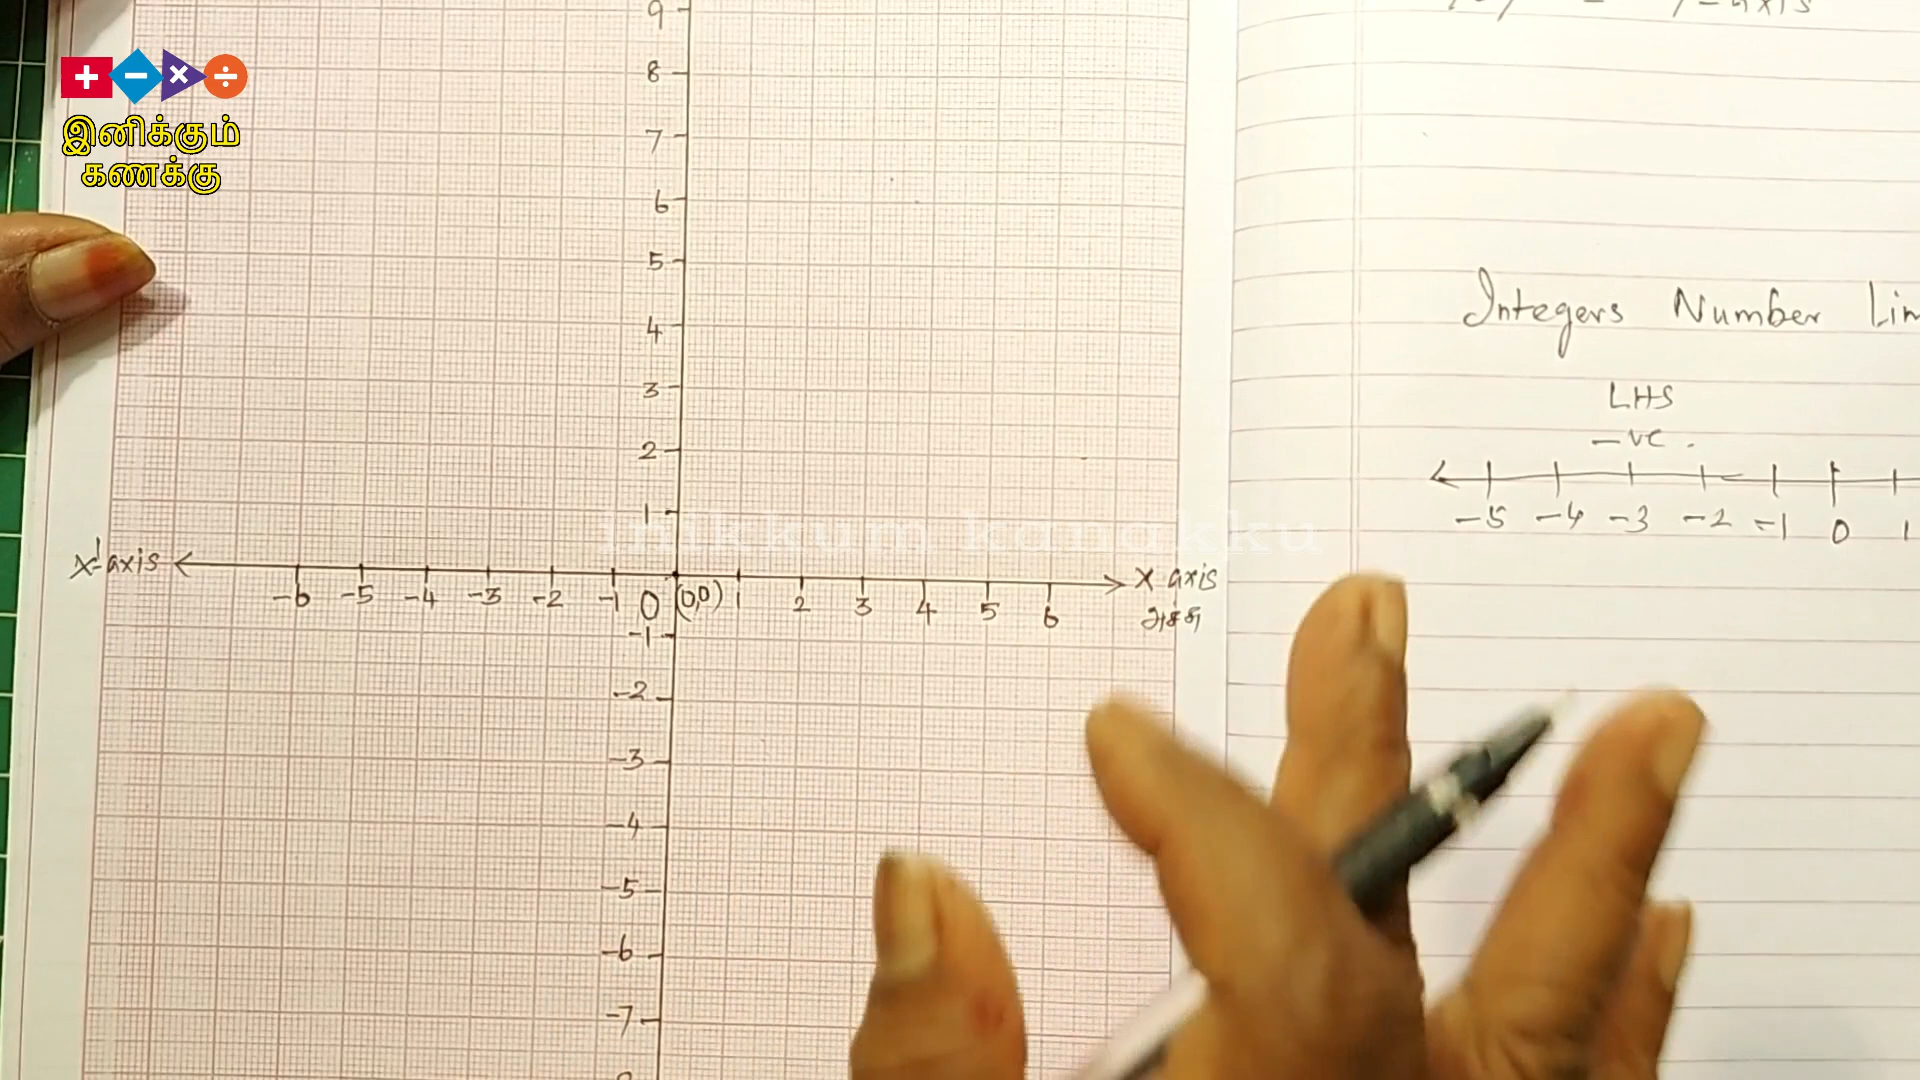 இனிக்கும்
கணக்கு
9
8
7
6
5
4
3
2
1
inikkum kanakku
x' axis
x axis
அச்சு
-6 -5 -4 -3 -2 -1 0 (0,0) 1 2 3 4 5 6
-1
-2
-3
-4
-5
-6
-7
Integers Number
LHS
-ve
-5 -4 -3 -2 -1 0 1